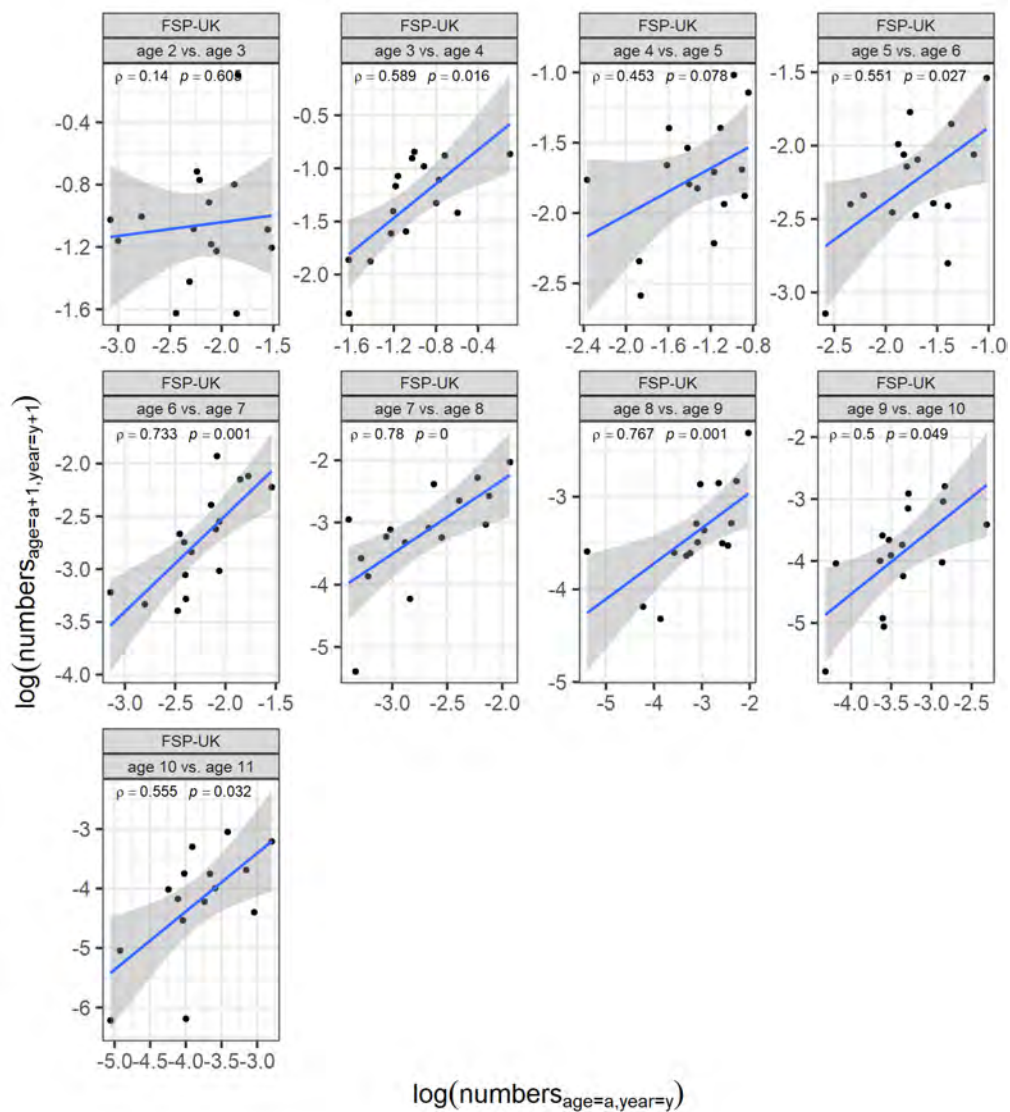 FSP-UK FSP-UK FSP-UK FSP-UK
age 2 vs. age 3 age 3 vs. age 4 age 4 vs. age 5 age 5 vs. age 6
ρ = 0.14 p = 0.605 ρ = 0.589 p = 0.016 ρ = 0.453 p = 0.078 ρ = 0.551 p = 0.027
-0.4 -0.8 -1.2 -1.6
-0.5 -1.0 -1.5 -2.0
-1.0 -1.5 -2.0 -2.5
-1.5 -2.0 -2.5 -3.0
-3.0 -2.5 -2.0 -1.5 -1.6 -1.2 -0.8 -0.4 -2.4 -2.0 -1.6 -1.2 -0.8 -2.5 -2.0 -1.5 -1.0
FSP-UK FSP-UK FSP-UK FSP-UK
age 6 vs. age 7 age 7 vs. age 8 age 8 vs. age 9 age 9 vs. age 10
ρ = 0.733 p = 0.001 ρ = 0.78 p = 0 ρ = 0.767 p = 0.001 ρ = 0.5 p = 0.049
-2.0 -2.5 -3.0 -3.5 -4.0
-2 -3 -4 -5
-3 -4 -5
-2 -3 -4 -5
-3.0 -2.5 -2.0 -1.5 -3.0 -2.5 -2.0 -5 -4 -3 -2 -4.0 -3.5 -3.0 -2.5
FSP-UK
age 10 vs. age 11
ρ = 0.555 p = 0.032
-3 -4 -5 -6
-5.0 -4.5 -4.0 -3.5 -3.0
log(numbers age=a+1,year=y+1)
log(numbers age=a,year=y)